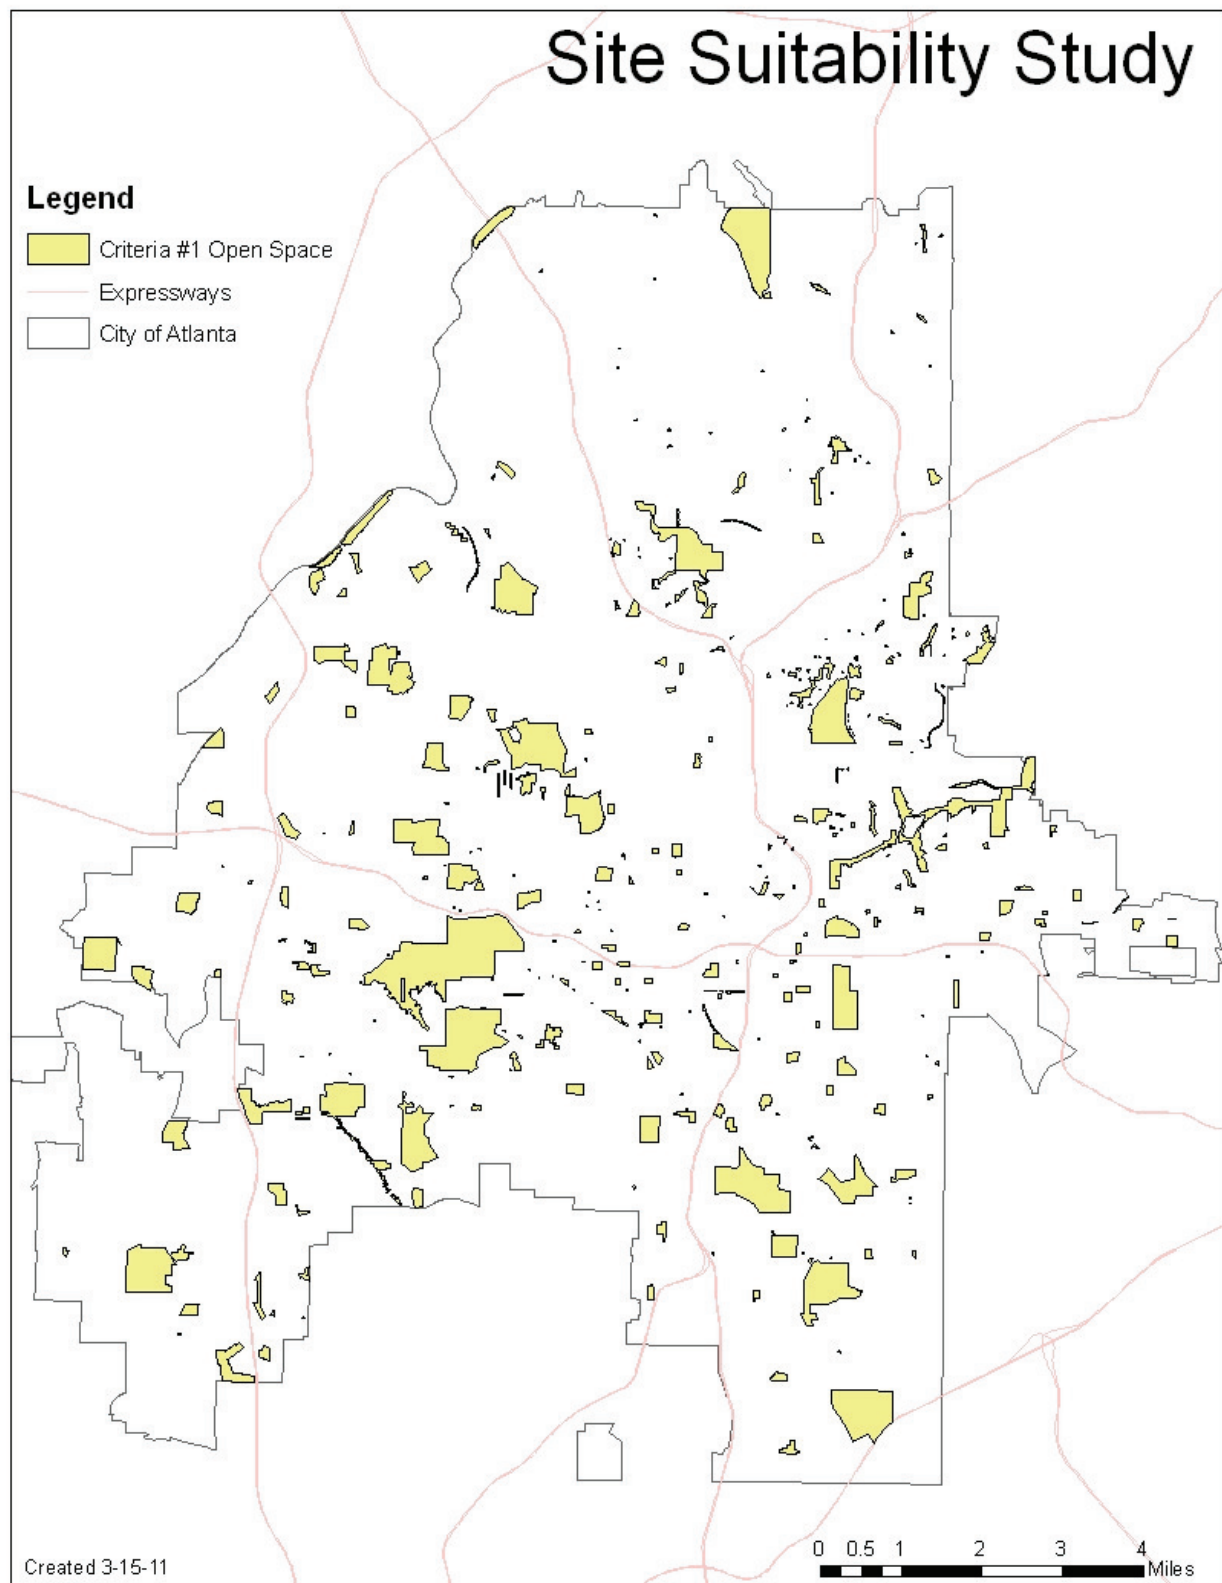 Site Suitability Study
Legend
Criteria #1 Open Space
Expressways
City of Atlanta
Created 3-15-11
0 0.5 1 2 3 4
Miles